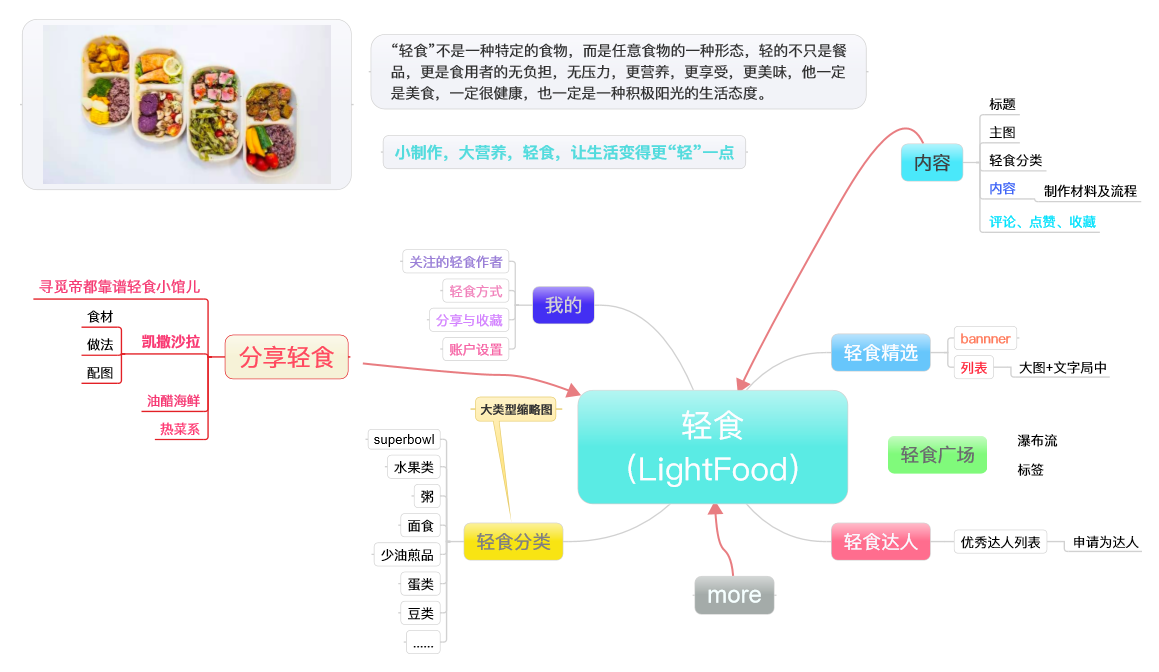 “轻食”不是一种特定的食物，而是任意食物的一种形态，轻的不只是餐
品，更是食用者的无负担，无压力，更营养，更享受，更美味，他一定
是美食，一定很健康，也一定是一种积极阳光的生活态度。
小制作，大营养，轻食，让生活变得更“轻”一点
内容
标题
主图
轻食分类
内容
制作材料及流程
评论、点赞、收藏
关注的轻食作者
轻食方式
分享与收藏
账户设置
我的
寻觅帝都靠谱轻食小馆儿
食材
做法
配图
凯撒沙拉
油醋海鲜
热菜系
分享轻食
轻食精选
bannner
列表
大图+文字局中
轻食
（LightFood）
大类型缩略图
superbowl
水果类
粥
面食
少油煎品
蛋类
豆类
......
轻食分类
轻食广场
瀑布流
标签
轻食达人
优秀达人列表
申请为达人
more